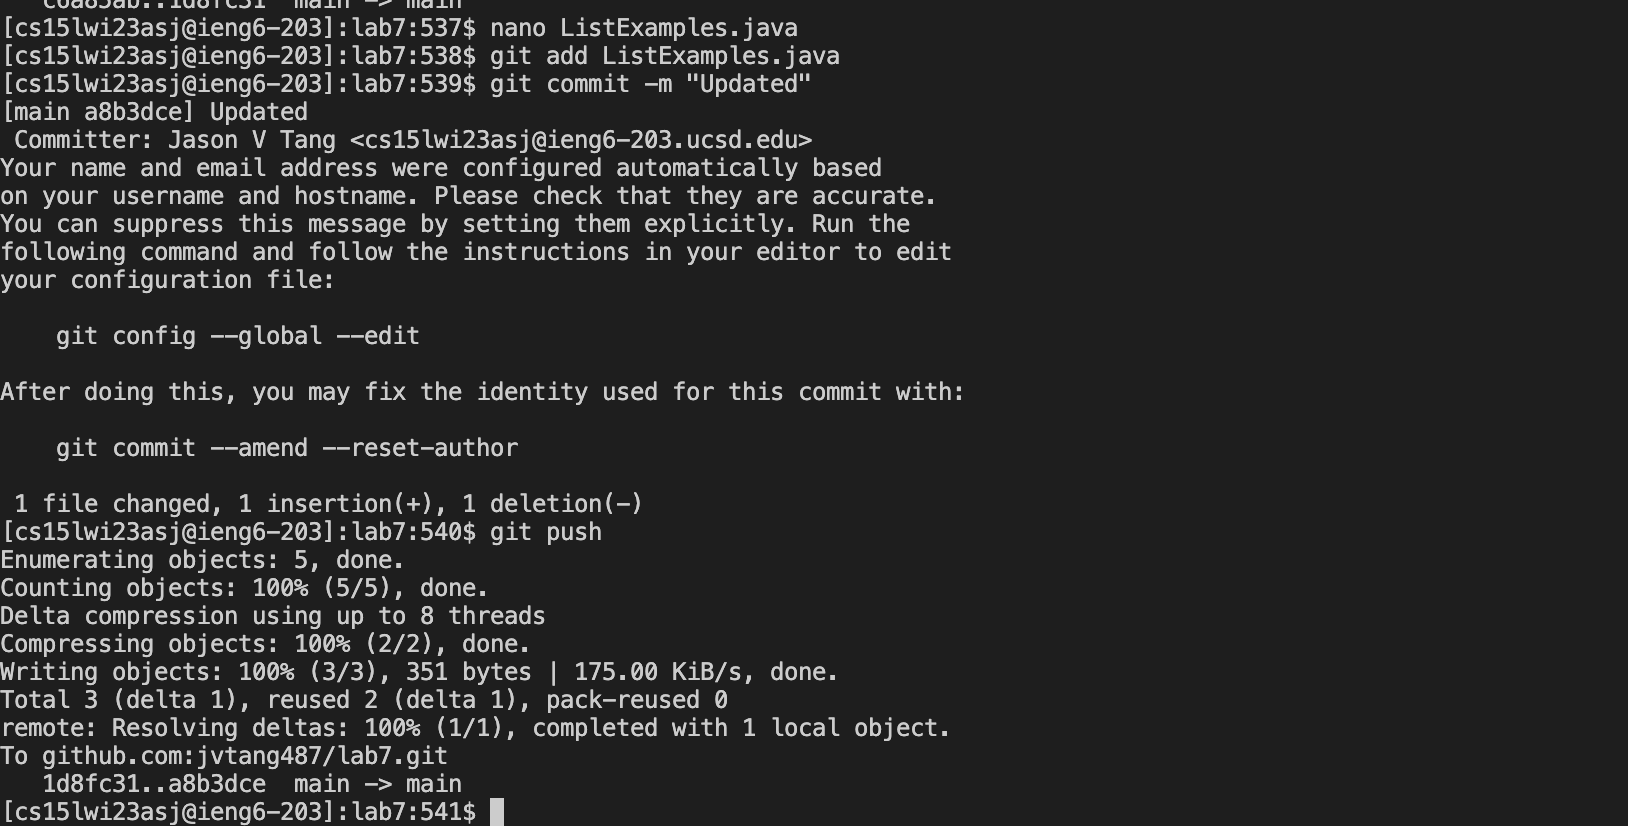 c6a85ab..1d8fc31  main -> main
[cs15lwi23asj@ieng6-203]:lab7:537$ nano ListExamples.java
[cs15lwi23asj@ieng6-203]:lab7:538$ git add ListExamples.java
[cs15lwi23asj@ieng6-203]:lab7:539$ git commit -m "Updated"
[main a8b3dce] Updated
 Committer: Jason V Tang <cs15lwi23asj@ieng6-203.ucsd.edu>
Your name and email address were configured automatically based
on your username and hostname. Please check that they are accurate.
You can suppress this message by setting them explicitly. Run the
following command and follow the instructions in your editor to edit
your configuration file:
    git config --global --edit
After doing this, you may fix the identity used for this commit with:
    git commit --amend --reset-author
 1 file changed, 1 insertion(+), 1 deletion(-)
[cs15lwi23asj@ieng6-203]:lab7:540$ git push
Enumerating objects: 5, done.
Counting objects: 100% (5/5), done.
Delta compression using up to 8 threads
Compressing objects: 100% (2/2), done.
Writing objects: 100% (3/3), 351 bytes | 175.00 KiB/s, done.
Total 3 (delta 1), reused 2 (delta 1), pack-reused 0
remote: Resolving deltas: 100% (1/1), completed with 1 local object.
To github.com:jvtang487/lab7.git
   1d8fc31..a8b3dce  main -> main
[cs15lwi23asj@ieng6-203]:lab7:541$